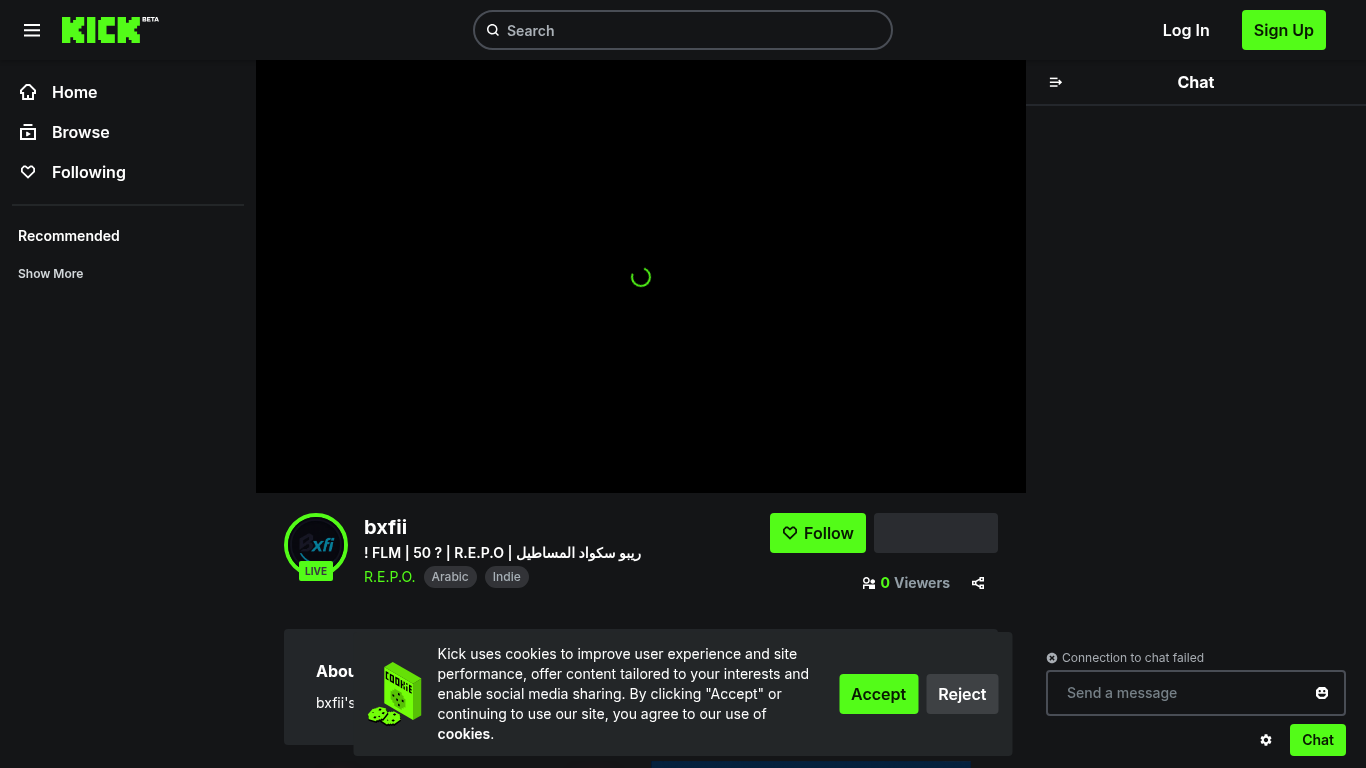 KICK BETA
Search
Log In
Sign Up
Home
Browse
Following
Recommended
Show More
Chat
xfi
LIVE
bxfii
! FLM | 50 ? | R.E.P.O | ريبو سكواد المساطيل
R.E.P.O.
Arabic
Indie
Follow
0 Viewers
Abou
bxfii's
COOKIE
Kick uses cookies to improve user experience and site
performance, offer content tailored to your interests and
enable social media sharing. By clicking "Accept" or
continuing to use our site, you agree to our use of
cookies.
Accept
Reject
Connection to chat failed
Send a message
Chat